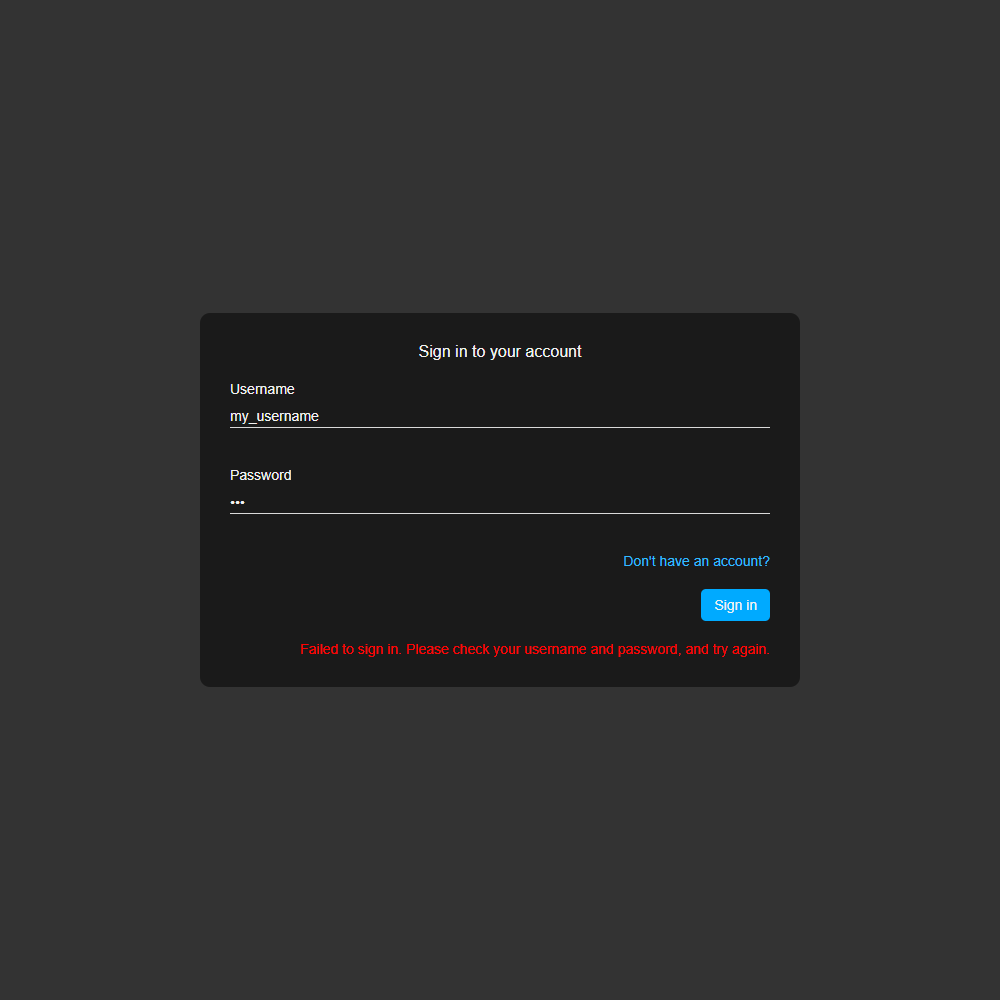 Sign in to your account
Username
my_username
Password
•••
Don't have an account?
Sign in
Failed to sign in. Please check your username and password, and try again.